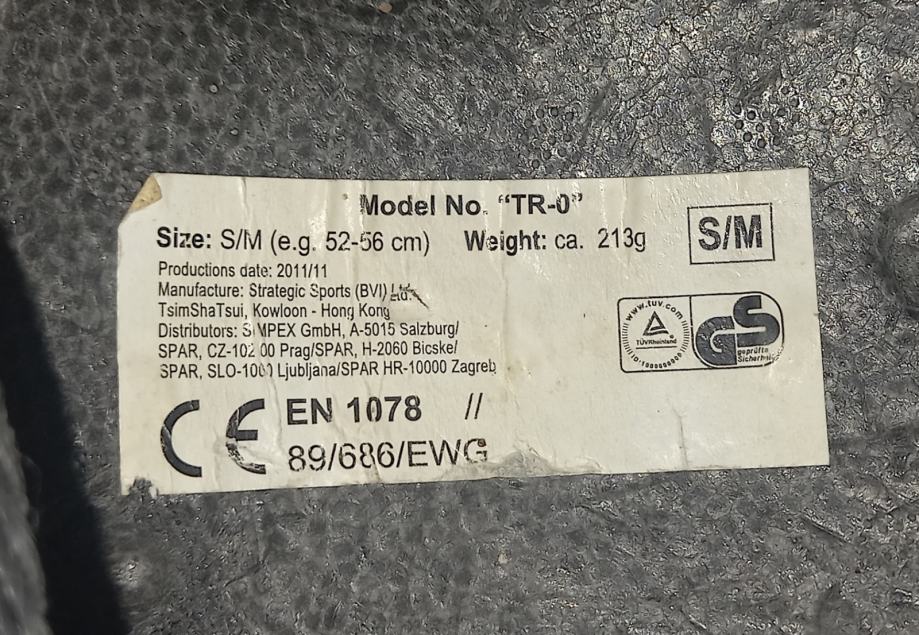 Model No. “TR-0”
Size: S/M (e.g. 52-56 cm) Weight: ca. 213g
S/M
Productions date: 2011/11
Manufacture: Strategic Sports (BVI) Ltd.
TsimShaTsui, Kowloon - Hong Kong
Distributors: SIMPEX GmbH, A-5015 Salzburg/
SPAR, CZ-102 00 Prag/SPAR, H-2060 Bicske/
SPAR, SLO-1000 Ljubljana/SPAR HR-10000 Zagreb
CE EN 1078 //
89/686/EWG
www.tuv.com
TÜVRheinland
GS
geprüfte
Sicherheit